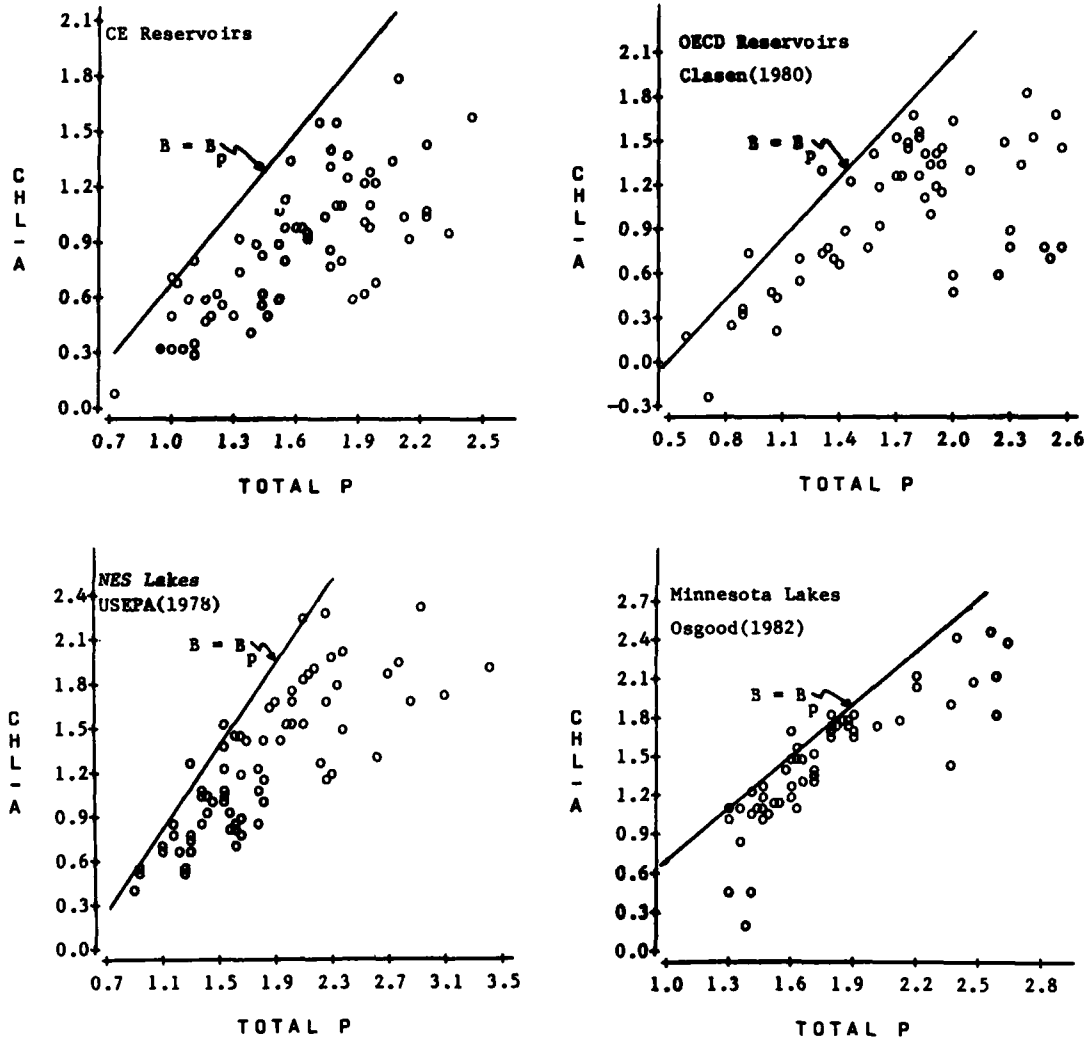 CE Reservoirs
B = B
p
CHL-A
2.1
1.8
1.5
1.2
0.9
0.6
0.3
0.0
0.7 1.0 1.3 1.6 1.9 2.2 2.5
TOTAL P
OECD Reservoirs
Clasen(1980)
B = B
p
CHL-A
2.1
1.8
1.5
1.2
0.9
0.6
0.3
0.0
-0.3
0.5 0.8 1.1 1.4 1.7 2.0 2.3 2.6
TOTAL P
NES Lakes
USEPA(1978)
B = B
p
CHL-A
2.4
2.1
1.8
1.5
1.2
0.9
0.6
0.3
0.0
0.7 1.1 1.5 1.9 2.3 2.7 3.1 3.5
TOTAL P
Minnesota Lakes
Osgood(1982)
B = B
p
CHL-A
2.7
2.4
2.1
1.8
1.5
1.2
0.9
0.6
0.3
0.0
1.0 1.3 1.6 1.9 2.2 2.5 2.8
TOTAL P